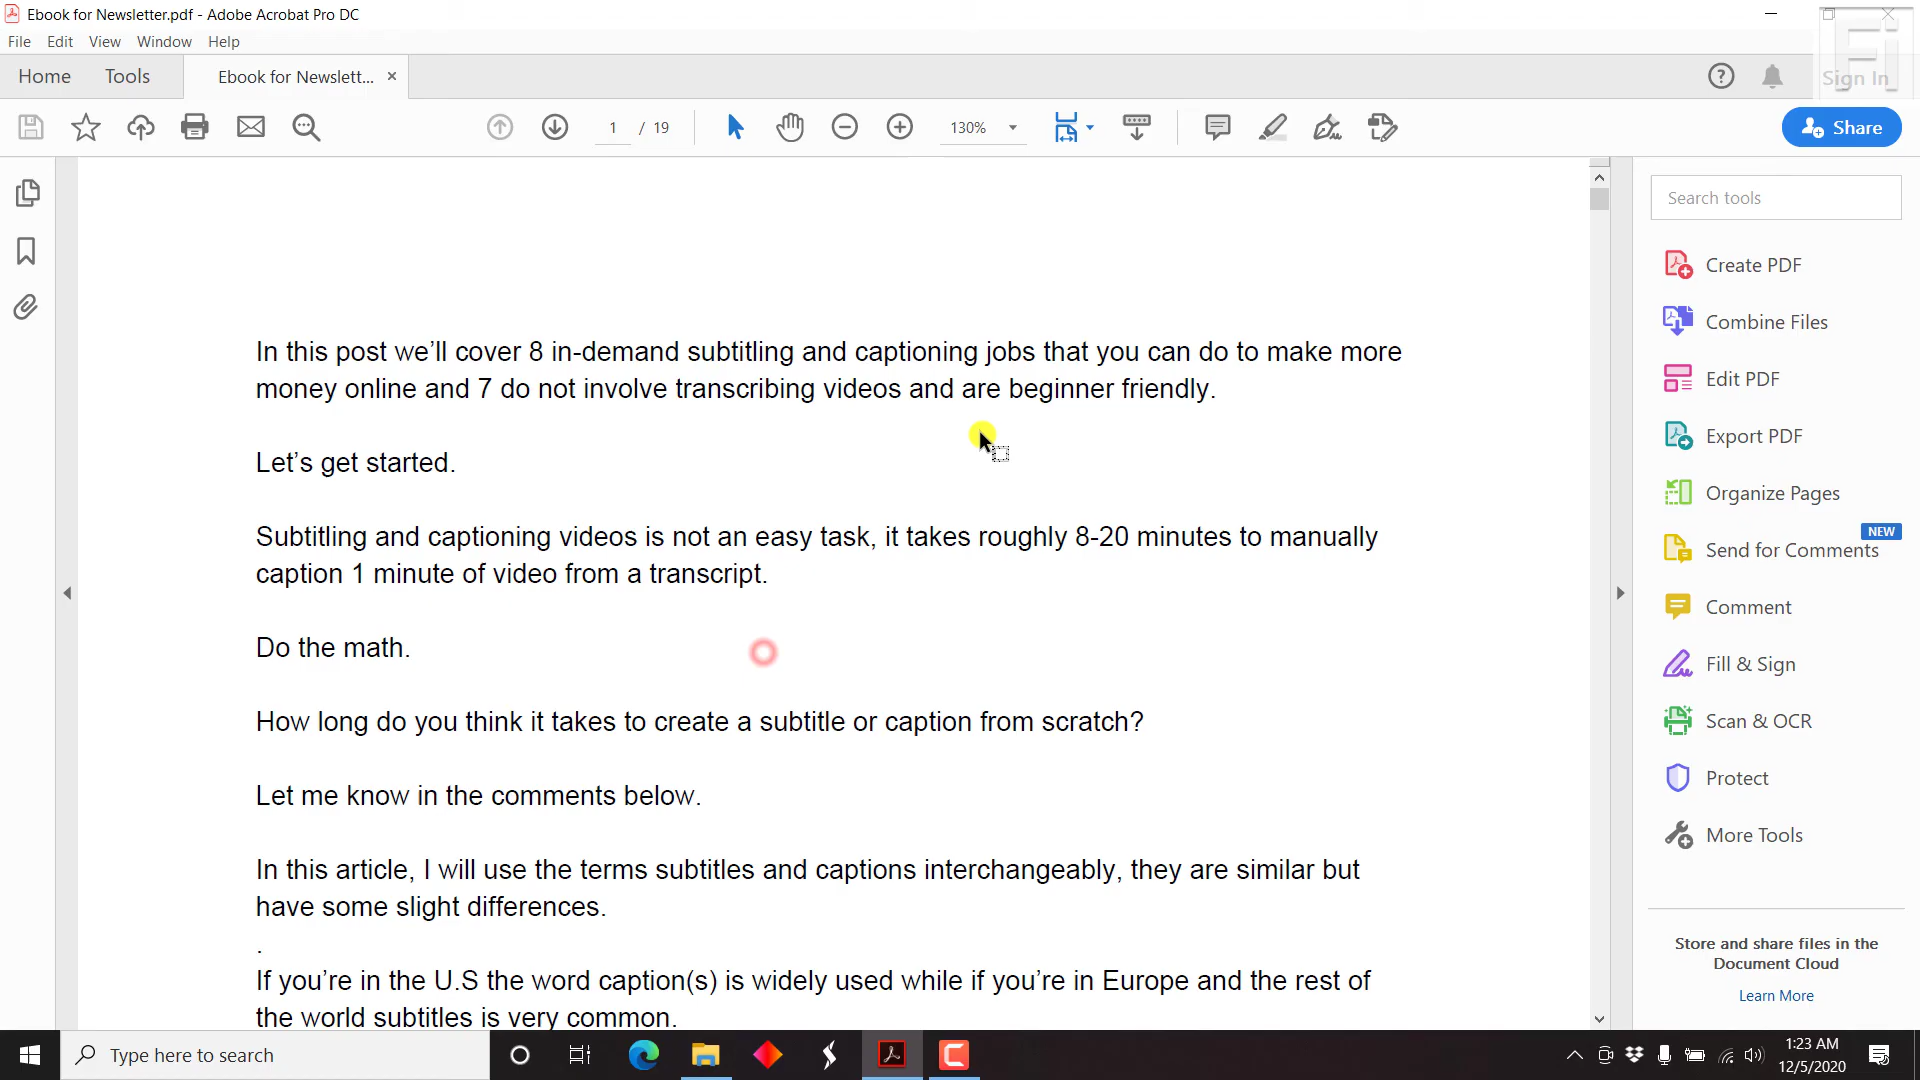 Ebook for Newsletter.pdf - Adobe Acrobat Pro DC
File Edit View Window Help
Home Tools Ebook for Newslett... ×
Sign In
1 / 19 130% Share
Search tools
Create PDF
Combine Files
Edit PDF
Export PDF
Organize Pages
NEW
Send for Comments
Comment
Fill & Sign
Scan & OCR
Protect
More Tools
Store and share files in the
Document Cloud
Learn More
In this post we’ll cover 8 in-demand subtitling and captioning jobs that you can do to make more
money online and 7 do not involve transcribing videos and are beginner friendly.
Let’s get started.
Subtitling and captioning videos is not an easy task, it takes roughly 8-20 minutes to manually
caption 1 minute of video from a transcript.
Do the math.
How long do you think it takes to create a subtitle or caption from scratch?
Let me know in the comments below.
In this article, I will use the terms subtitles and captions interchangeably, they are similar but
have some slight differences.
.
If you’re in the U.S the word caption(s) is widely used while if you’re in Europe and the rest of
the world subtitles is very common.
Type here to search
1:23 AM
12/5/2020